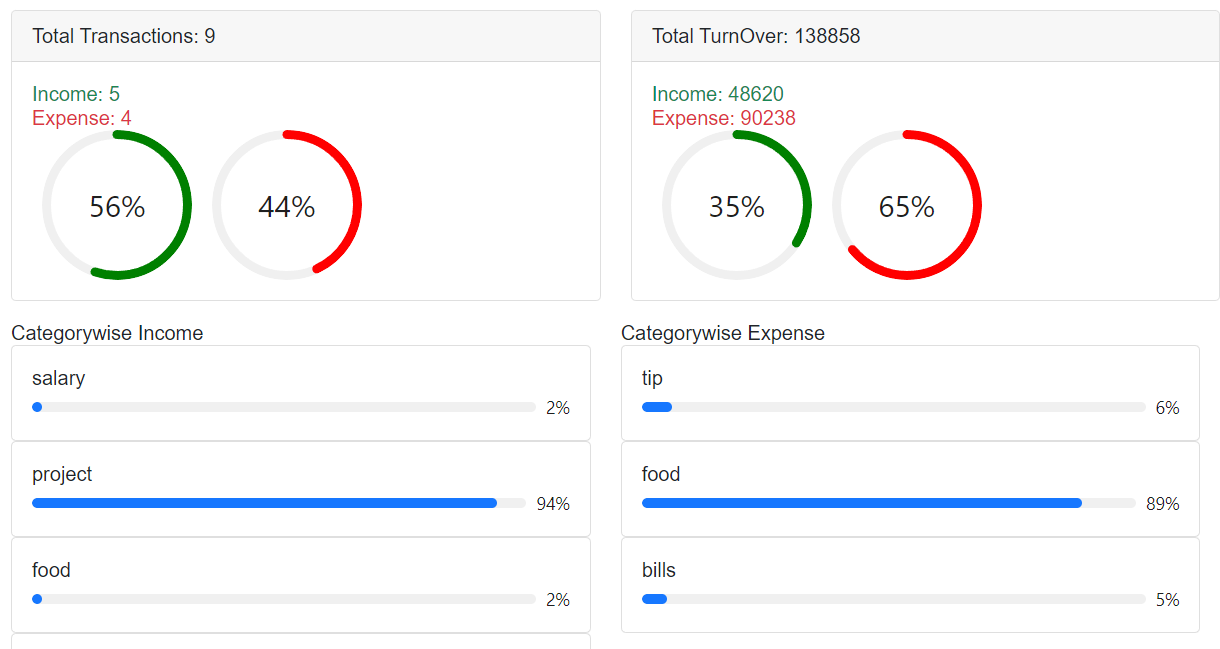 Total Transactions: 9
Income: 5
Expense: 4
56%
44%
Total TurnOver: 138858
Income: 48620
Expense: 90238
35%
65%
Categorywise Income
salary
2%
project
94%
food
2%
Categorywise Expense
tip
6%
food
89%
bills
5%